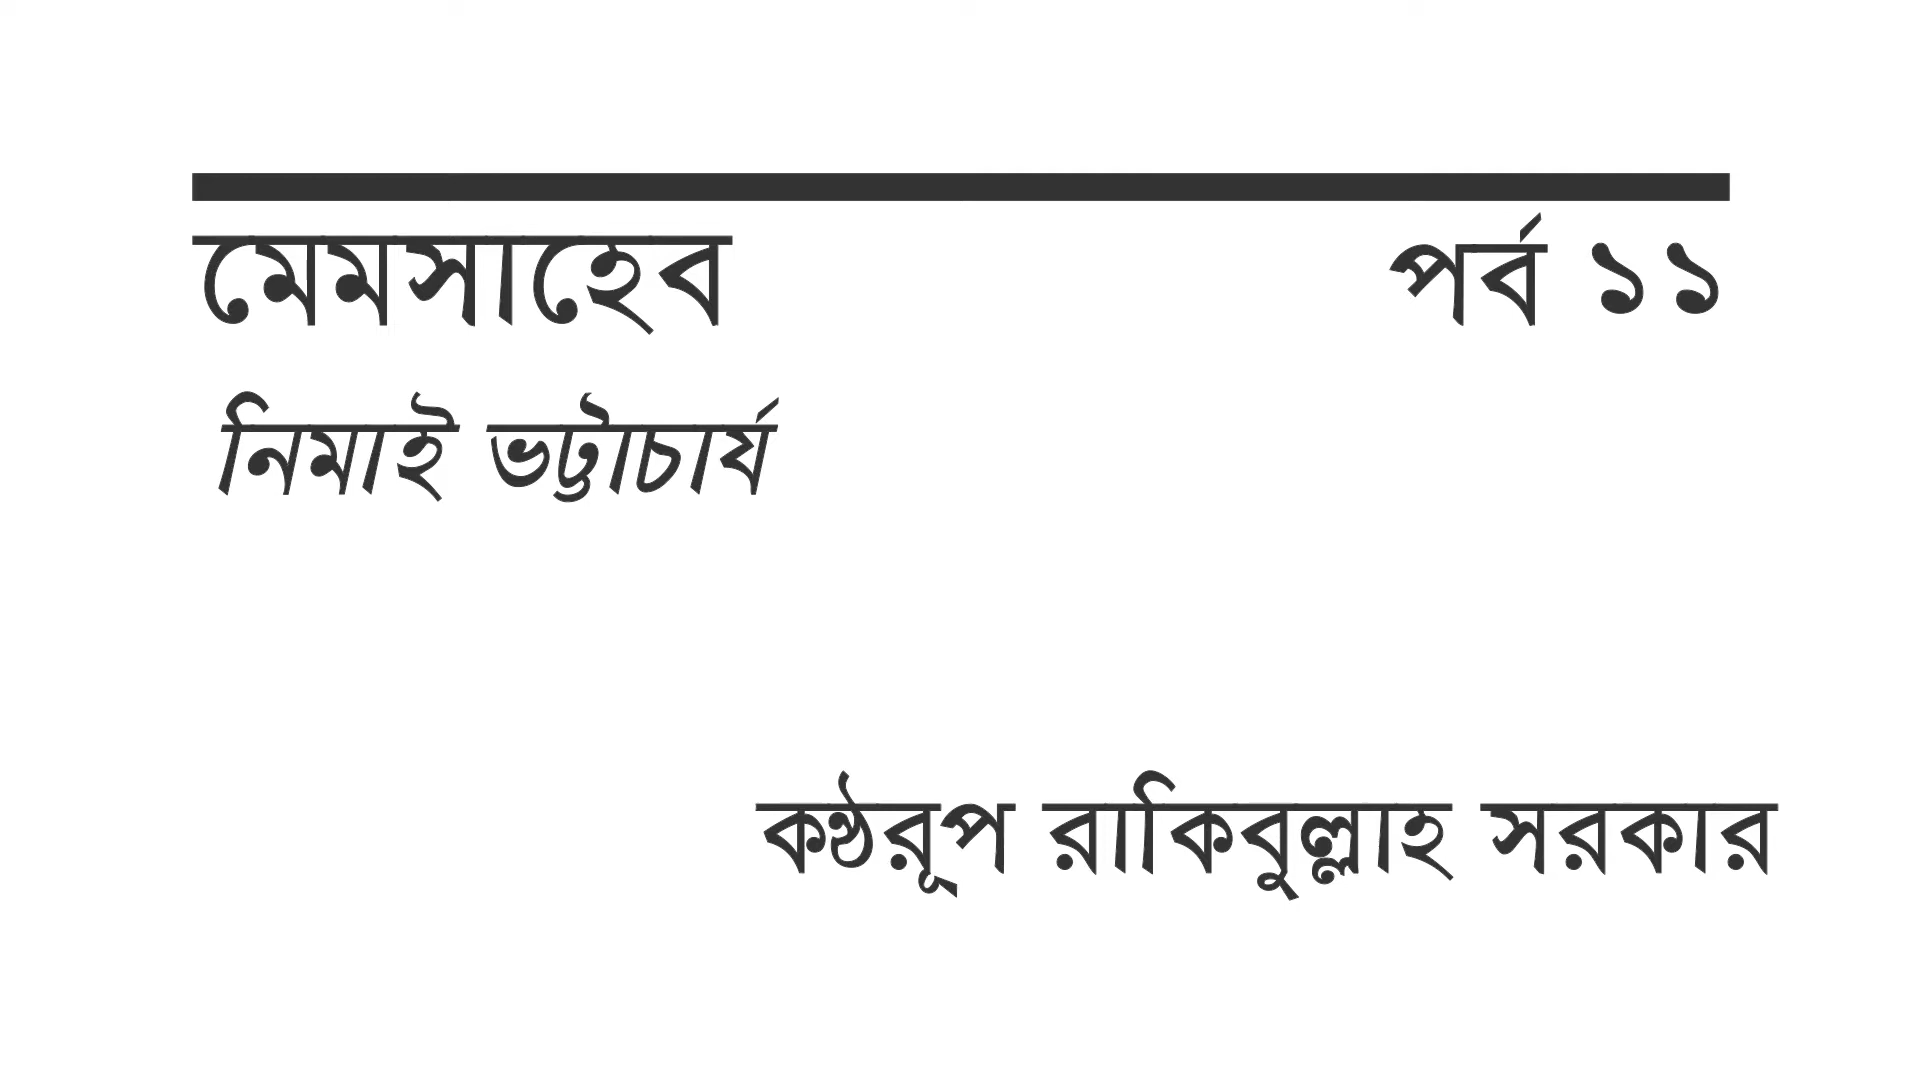 মেমসাহেব পর্ব ১১
নিমাই ভট্টাচার্য
কন্ঠরূপ রাকিবুল্লাহ সরকার